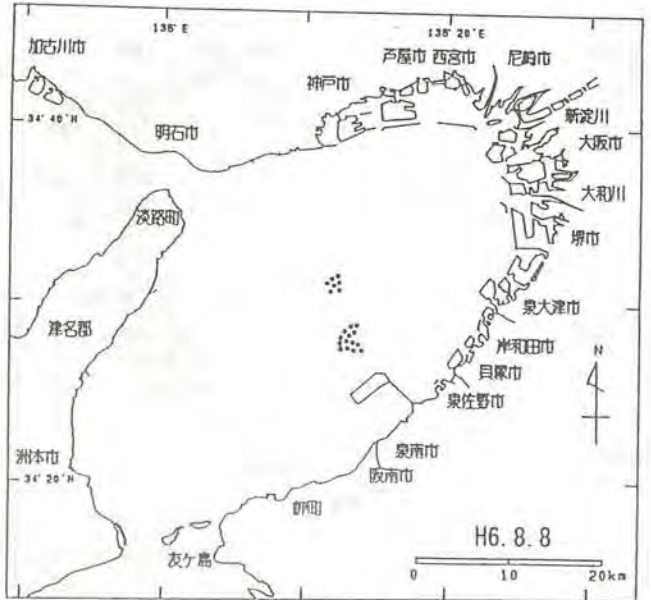 136°E
136°20'E
加古川市
芦屋市 西宮市 尼崎市
神戸市
34°40'N
明石市
新淀川
大阪市
大和川
淡路町
堺市
泉大津市
津名郡
岸和田市
貝塚市
泉佐野市
N
泉南市
洲本市
阪南市
34°20'N
岬町
友ケ島
H6.8.8
0 10 20km